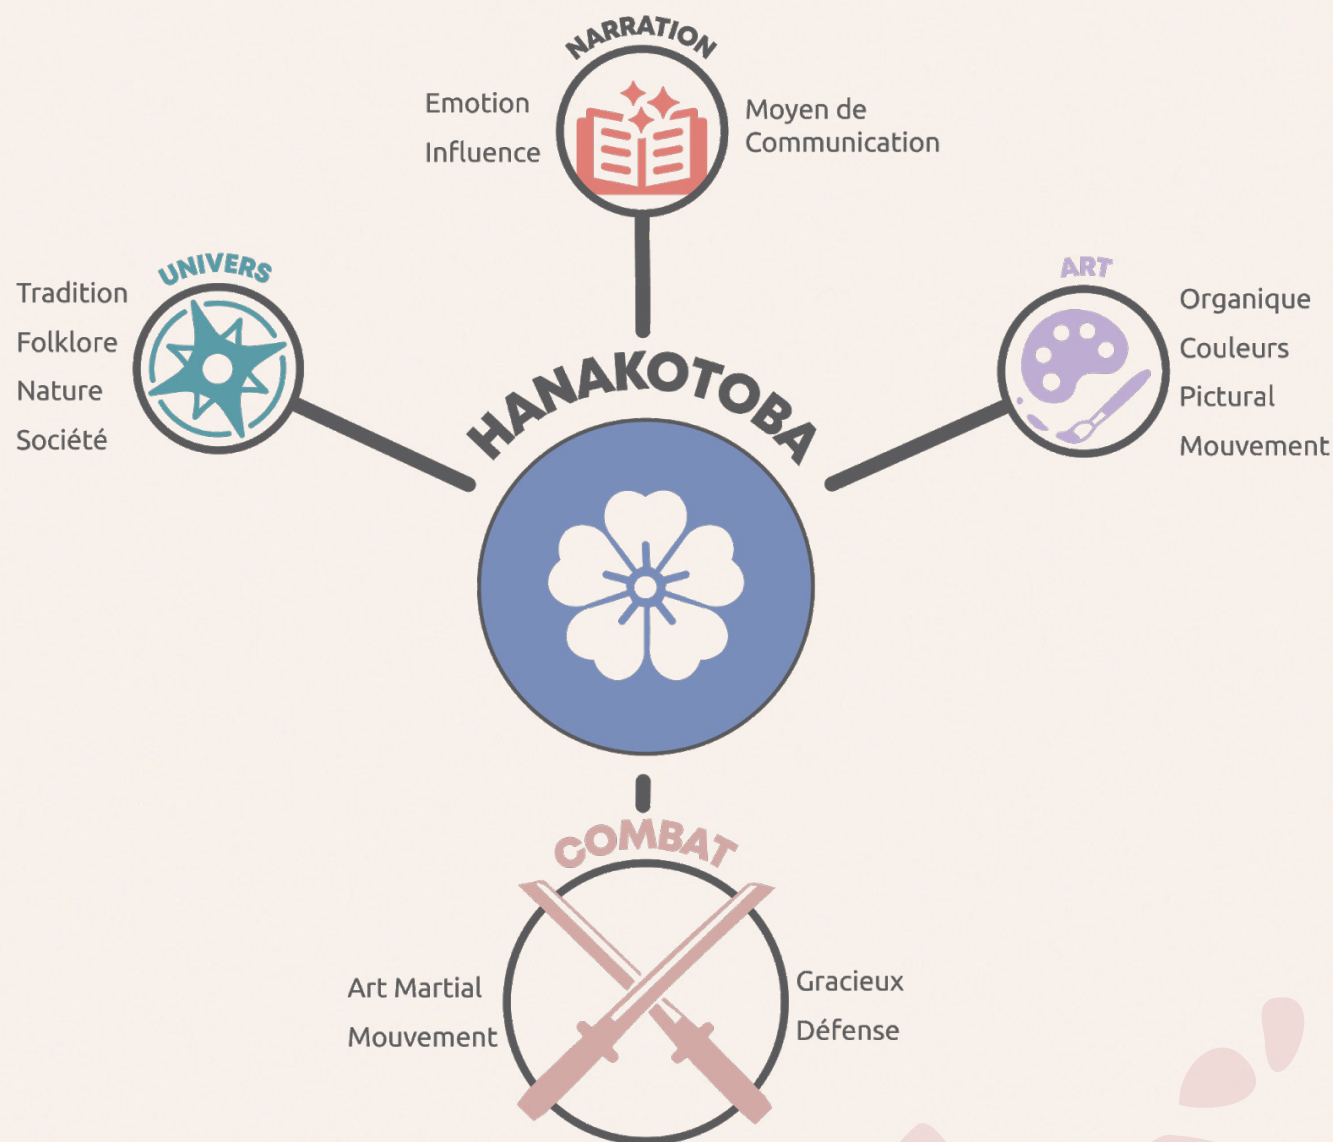 NARRATION
Emotion
Influence
Moyen de
Communication
UNIVERS
Tradition
Folklore
Nature
Société
ART
Organique
Couleurs
Pictural
Mouvement
HANAKOTOBA
COMBAT
Art Martial
Mouvement
Gracieux
Défense